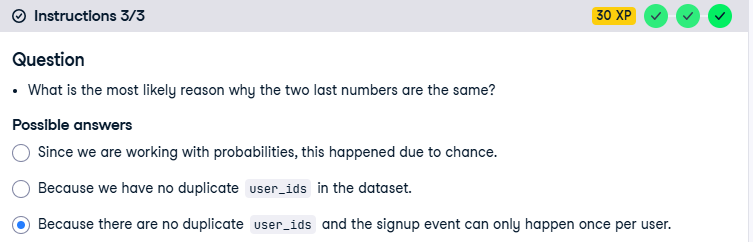 Instructions 3/3
30 XP
Question
• What is the most likely reason why the two last numbers are the same?
Possible answers
Since we are working with probabilities, this happened due to chance.
Because we have no duplicate user_ids in the dataset.
Because there are no duplicate user_ids and the signup event can only happen once per user.